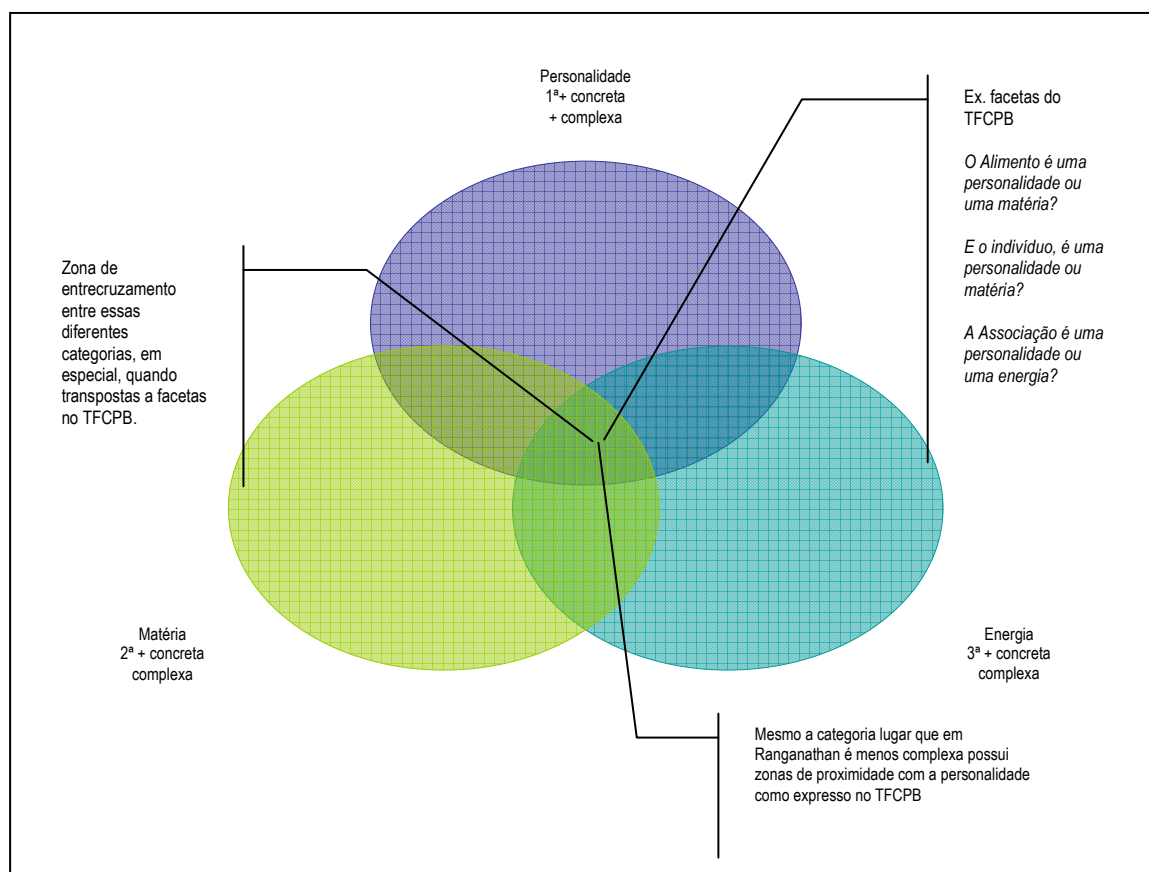 Personalidade
1ª+ concreta
+ complexa
Ex. facetas do
TFCPB
O Alimento é uma
personalidade ou
uma matéria?
E o indivíduo, é uma
personalidade ou
matéria?
A Associação é uma
personalidade ou
uma energia?
Zona de
entrecruzamento
entre essas
diferentes
categorias, em
especial, quando
transpostas a facetas
no TFCPB.
Matéria
2ª + concreta
complexa
Energia
3ª + concreta
complexa
Mesmo a categoria lugar que em
Ranganathan é menos complexa possui
zonas de proximidade com a personalidade
como expresso no TFCPB